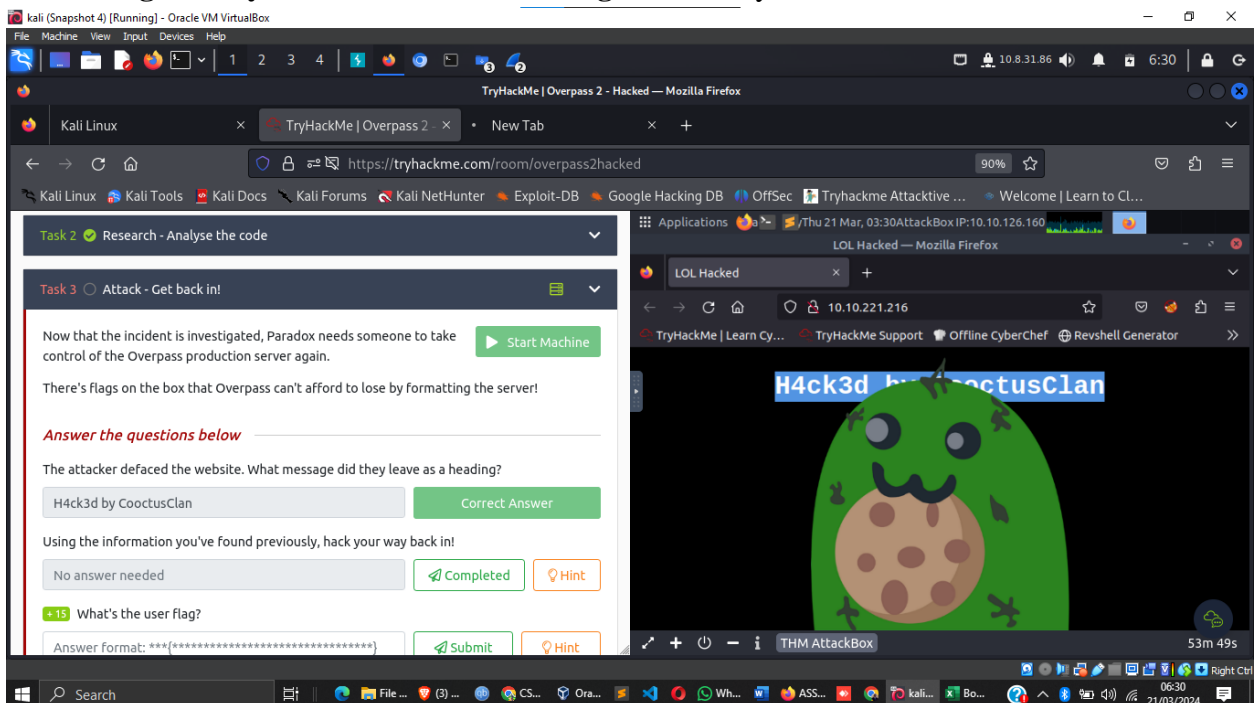 kali (Snapshot 4) [Running] - Oracle VM VirtualBox
File Machine View Input Devices Help
1 2 3 4 10.8.31.86 6:30
TryHackMe | Overpass 2 - Hacked — Mozilla Firefox
Kali Linux × TryHackMe | Overpass 2 - × • New Tab × +
https://tryhackme.com/room/overpass2hacked 90%
Kali Linux Kali Tools Kali Docs Kali Forums Kali NetHunter Exploit-DB Google Hacking DB OffSec Tryhackme Attacktive ... Welcome | Learn to Cl...
Task 2 Research - Analyse the code
Task 3 Attack - Get back in!
Now that the incident is investigated, Paradox needs someone to take
control of the Overpass production server again.
Start Machine
There's flags on the box that Overpass can't afford to lose by formatting the server!
Answer the questions below
The attacker defaced the website. What message did they leave as a heading?
H4ck3d by CooctusClan Correct Answer
Using the information you've found previously, hack your way back in!
No answer needed Completed Hint
+ 15 What's the user flag?
Answer format: ***{********************************} Submit Hint
Applications Thu 21 Mar, 03:30 AttackBox IP:10.10.126.160
LOL Hacked — Mozilla Firefox
LOL Hacked × +
10.10.221.216
TryHackMe | Learn Cy... TryHackMe Support Offline CyberChef Revshell Generator
H4ck3d by CooctusClan
THM AttackBox 53m 49s
Right Ctrl
Search File ... (3) ... CS... Ora... Wh... ASS... kali... Bo... 06:30
21/03/2024